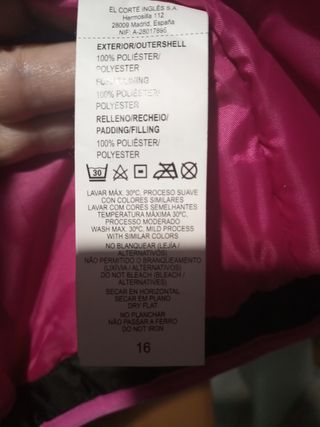 EL CORTE INGLÉS S.A.
Hermosilla 112
28009 Madrid, España
NIF: A-28017895
EXTERIOR/OUTERSHELL
100% POLIÉSTER/
POLYESTER
100% POLIÉSTER/
POLYESTER
RELLENO/RECHEIO/
PADDING/FILLING
100% POLIÉSTER/
POLYESTER
30
LAVAR MÁX. 30ºC, PROCESO SUAVE
CON COLORES SIMILARES
LAVAR COM CORES SEMELHANTES
TEMPERATURA MÁXIMA 30ºC,
PROCESSO MODERADO
WASH MAX. 30ºC, MILD PROCESS
WITH SIMILAR COLORS
NO BLANQUEAR (LEJÍA /
ALTERNATIVOS)
NÃO PERMITIDO O BRANQUEAMENTO
(LIXÍVIA / ALTERNATIVOS)
DO NOT BLEACH (BLEACH /
ALTERNATIVES)
SECAR EN HORIZONTAL
SECAR EM PLANO
DRY FLAT
NO PLANCHAR
NÃO PASSAR A FERRO
DO NOT IRON
16